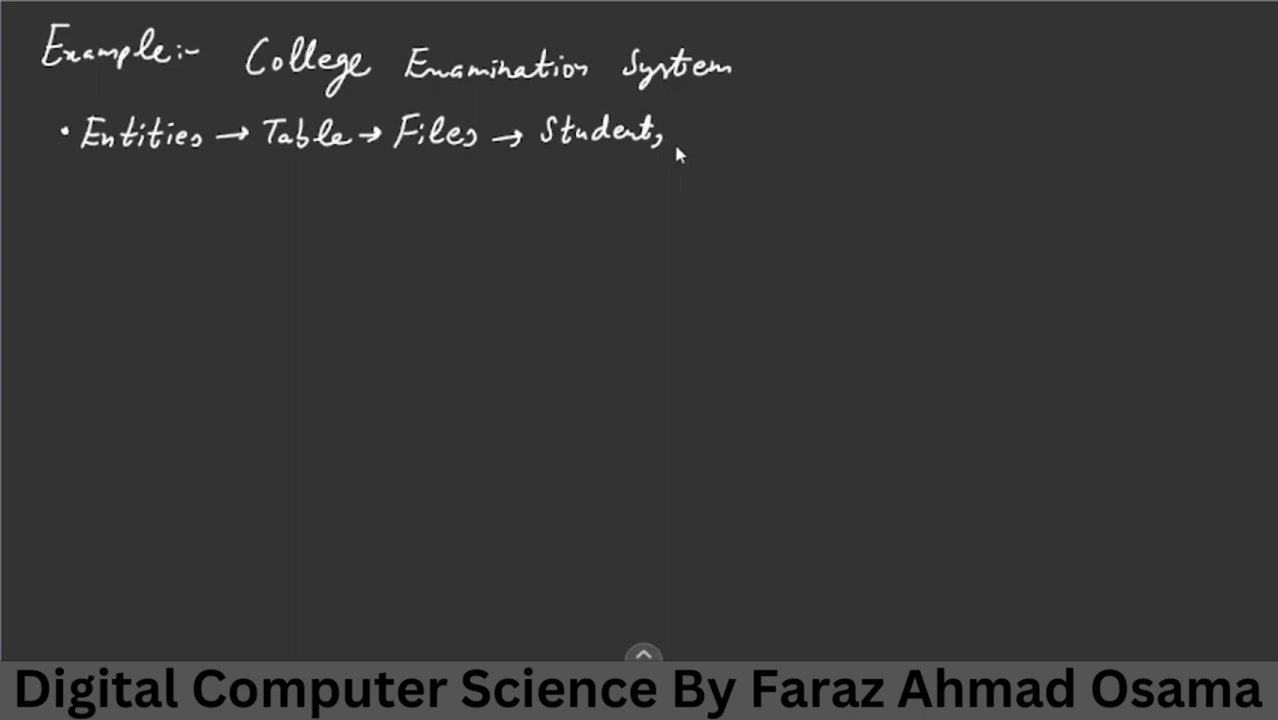 Example:- College Examination System
• Entities → Table → Files → Student,
Digital Computer Science By Faraz Ahmad Osama